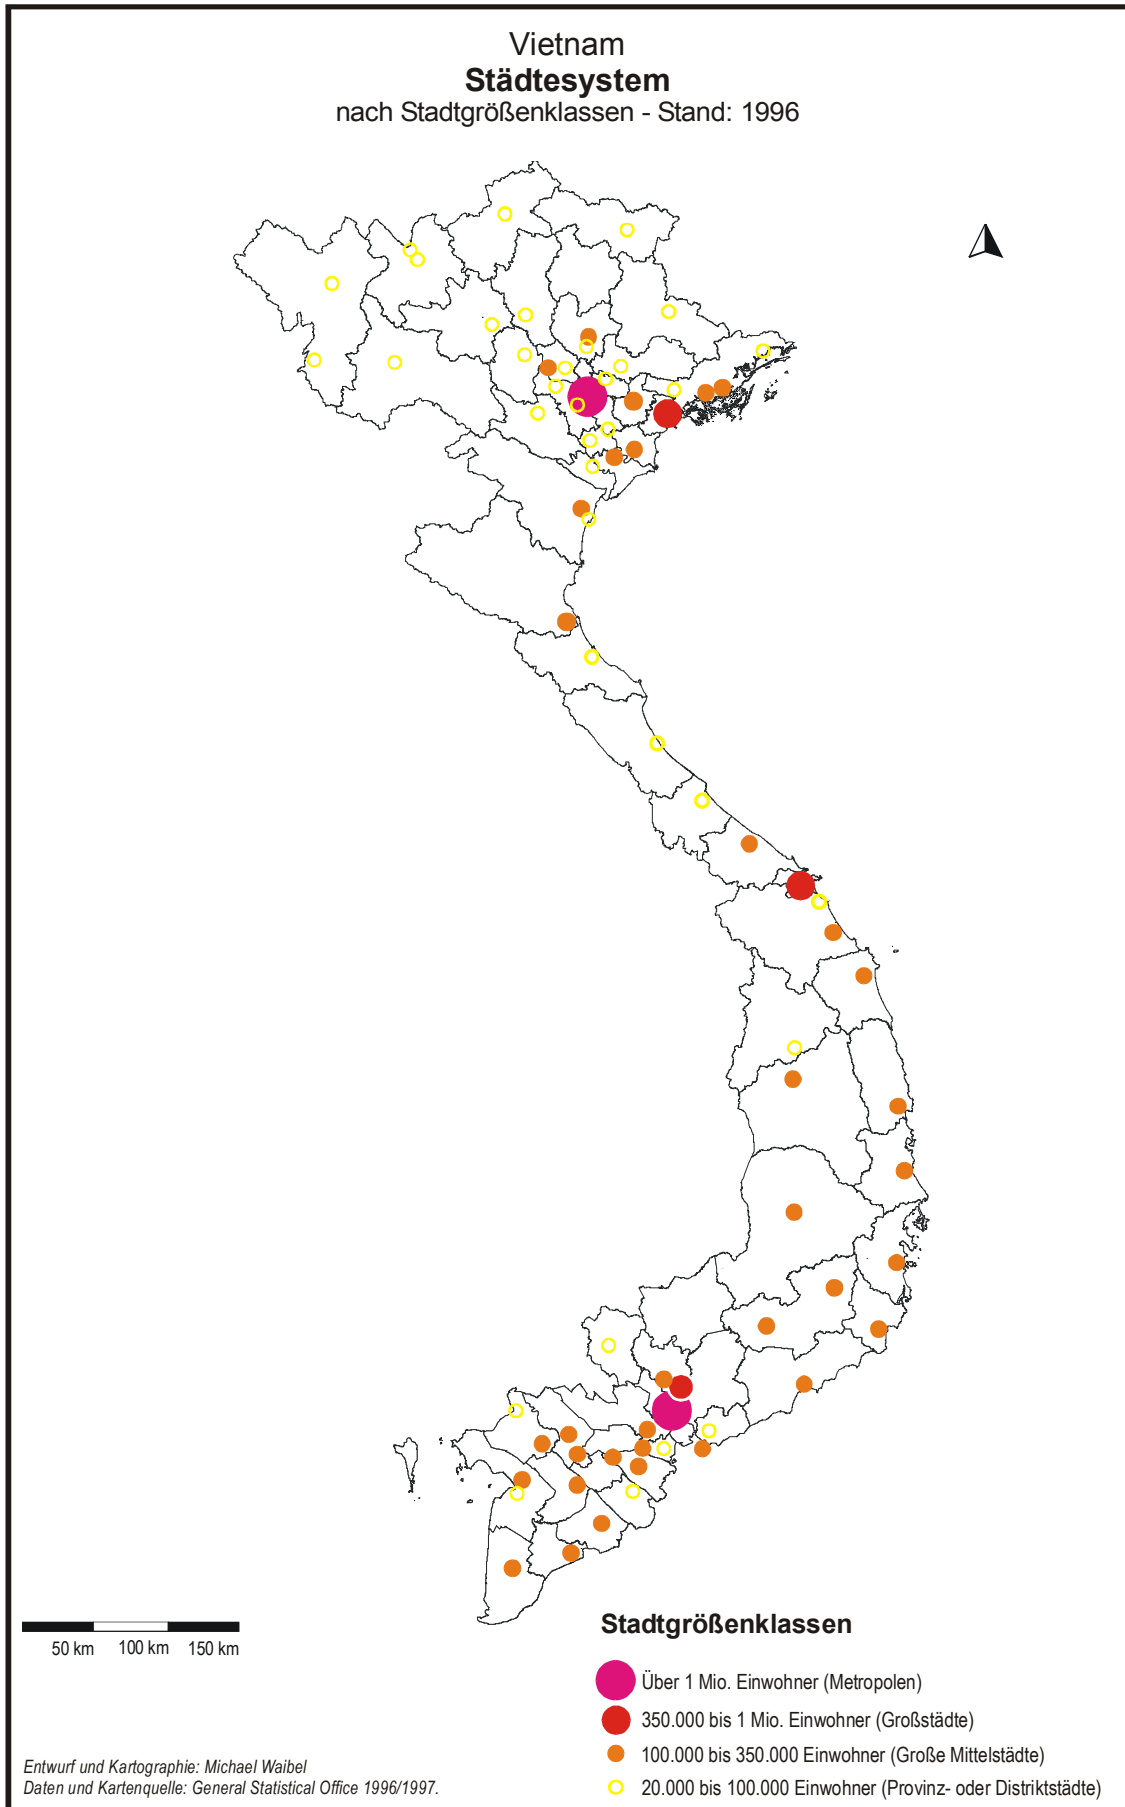 Vietnam
Städtesystem
nach Stadtgrößenklassen - Stand: 1996
50 km 100 km 150 km
Stadtgrößenklassen
Über 1 Mio. Einwohner (Metropolen)
350.000 bis 1 Mio. Einwohner (Großstädte)
100.000 bis 350.000 Einwohner (Große Mittelstädte)
20.000 bis 100.000 Einwohner (Provinz- oder Distriktstädte)
Entwurf und Kartographie: Michael Waibel
Daten und Kartenquelle: General Statistical Office 1996/1997.